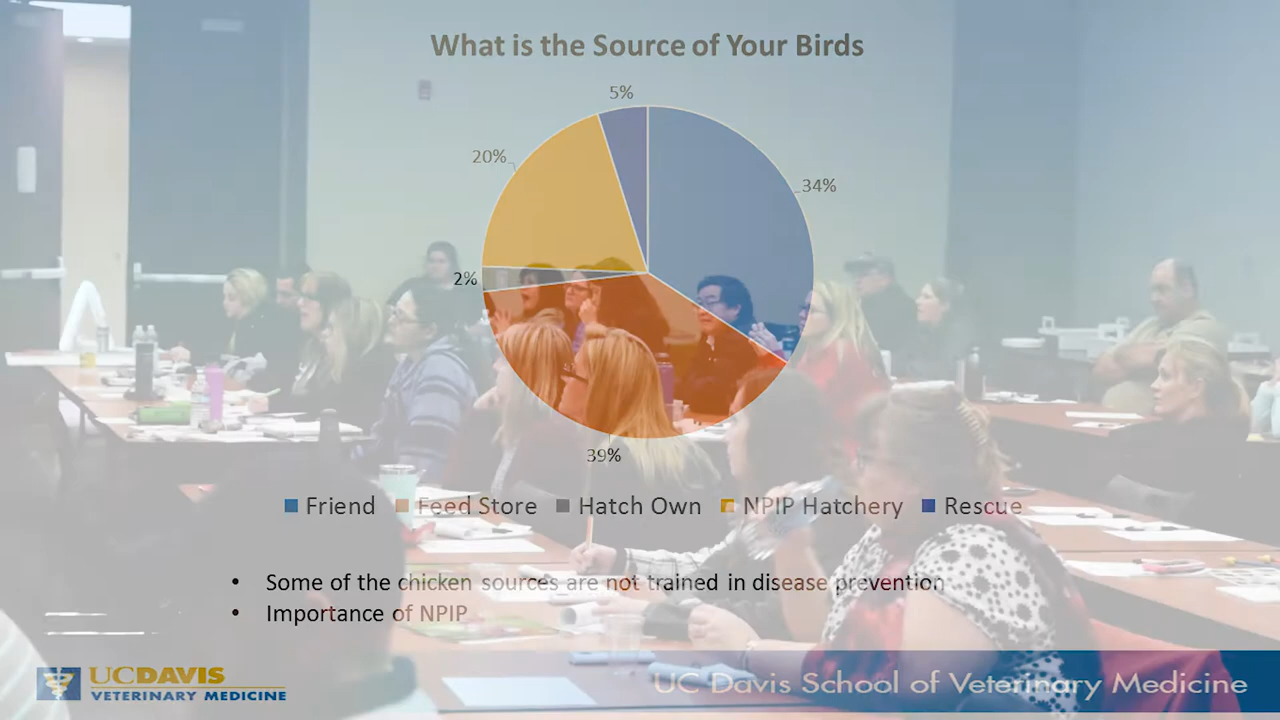 What is the Source of Your Birds
5%
20%
34%
2%
39%
Friend Feed Store Hatch Own NPIP Hatchery Rescue
• Some of the chicken sources are not trained in disease prevention
• Importance of NPIP
UCDAVIS
VETERINARY MEDICINE
UC Davis School of Veterinary Medicine